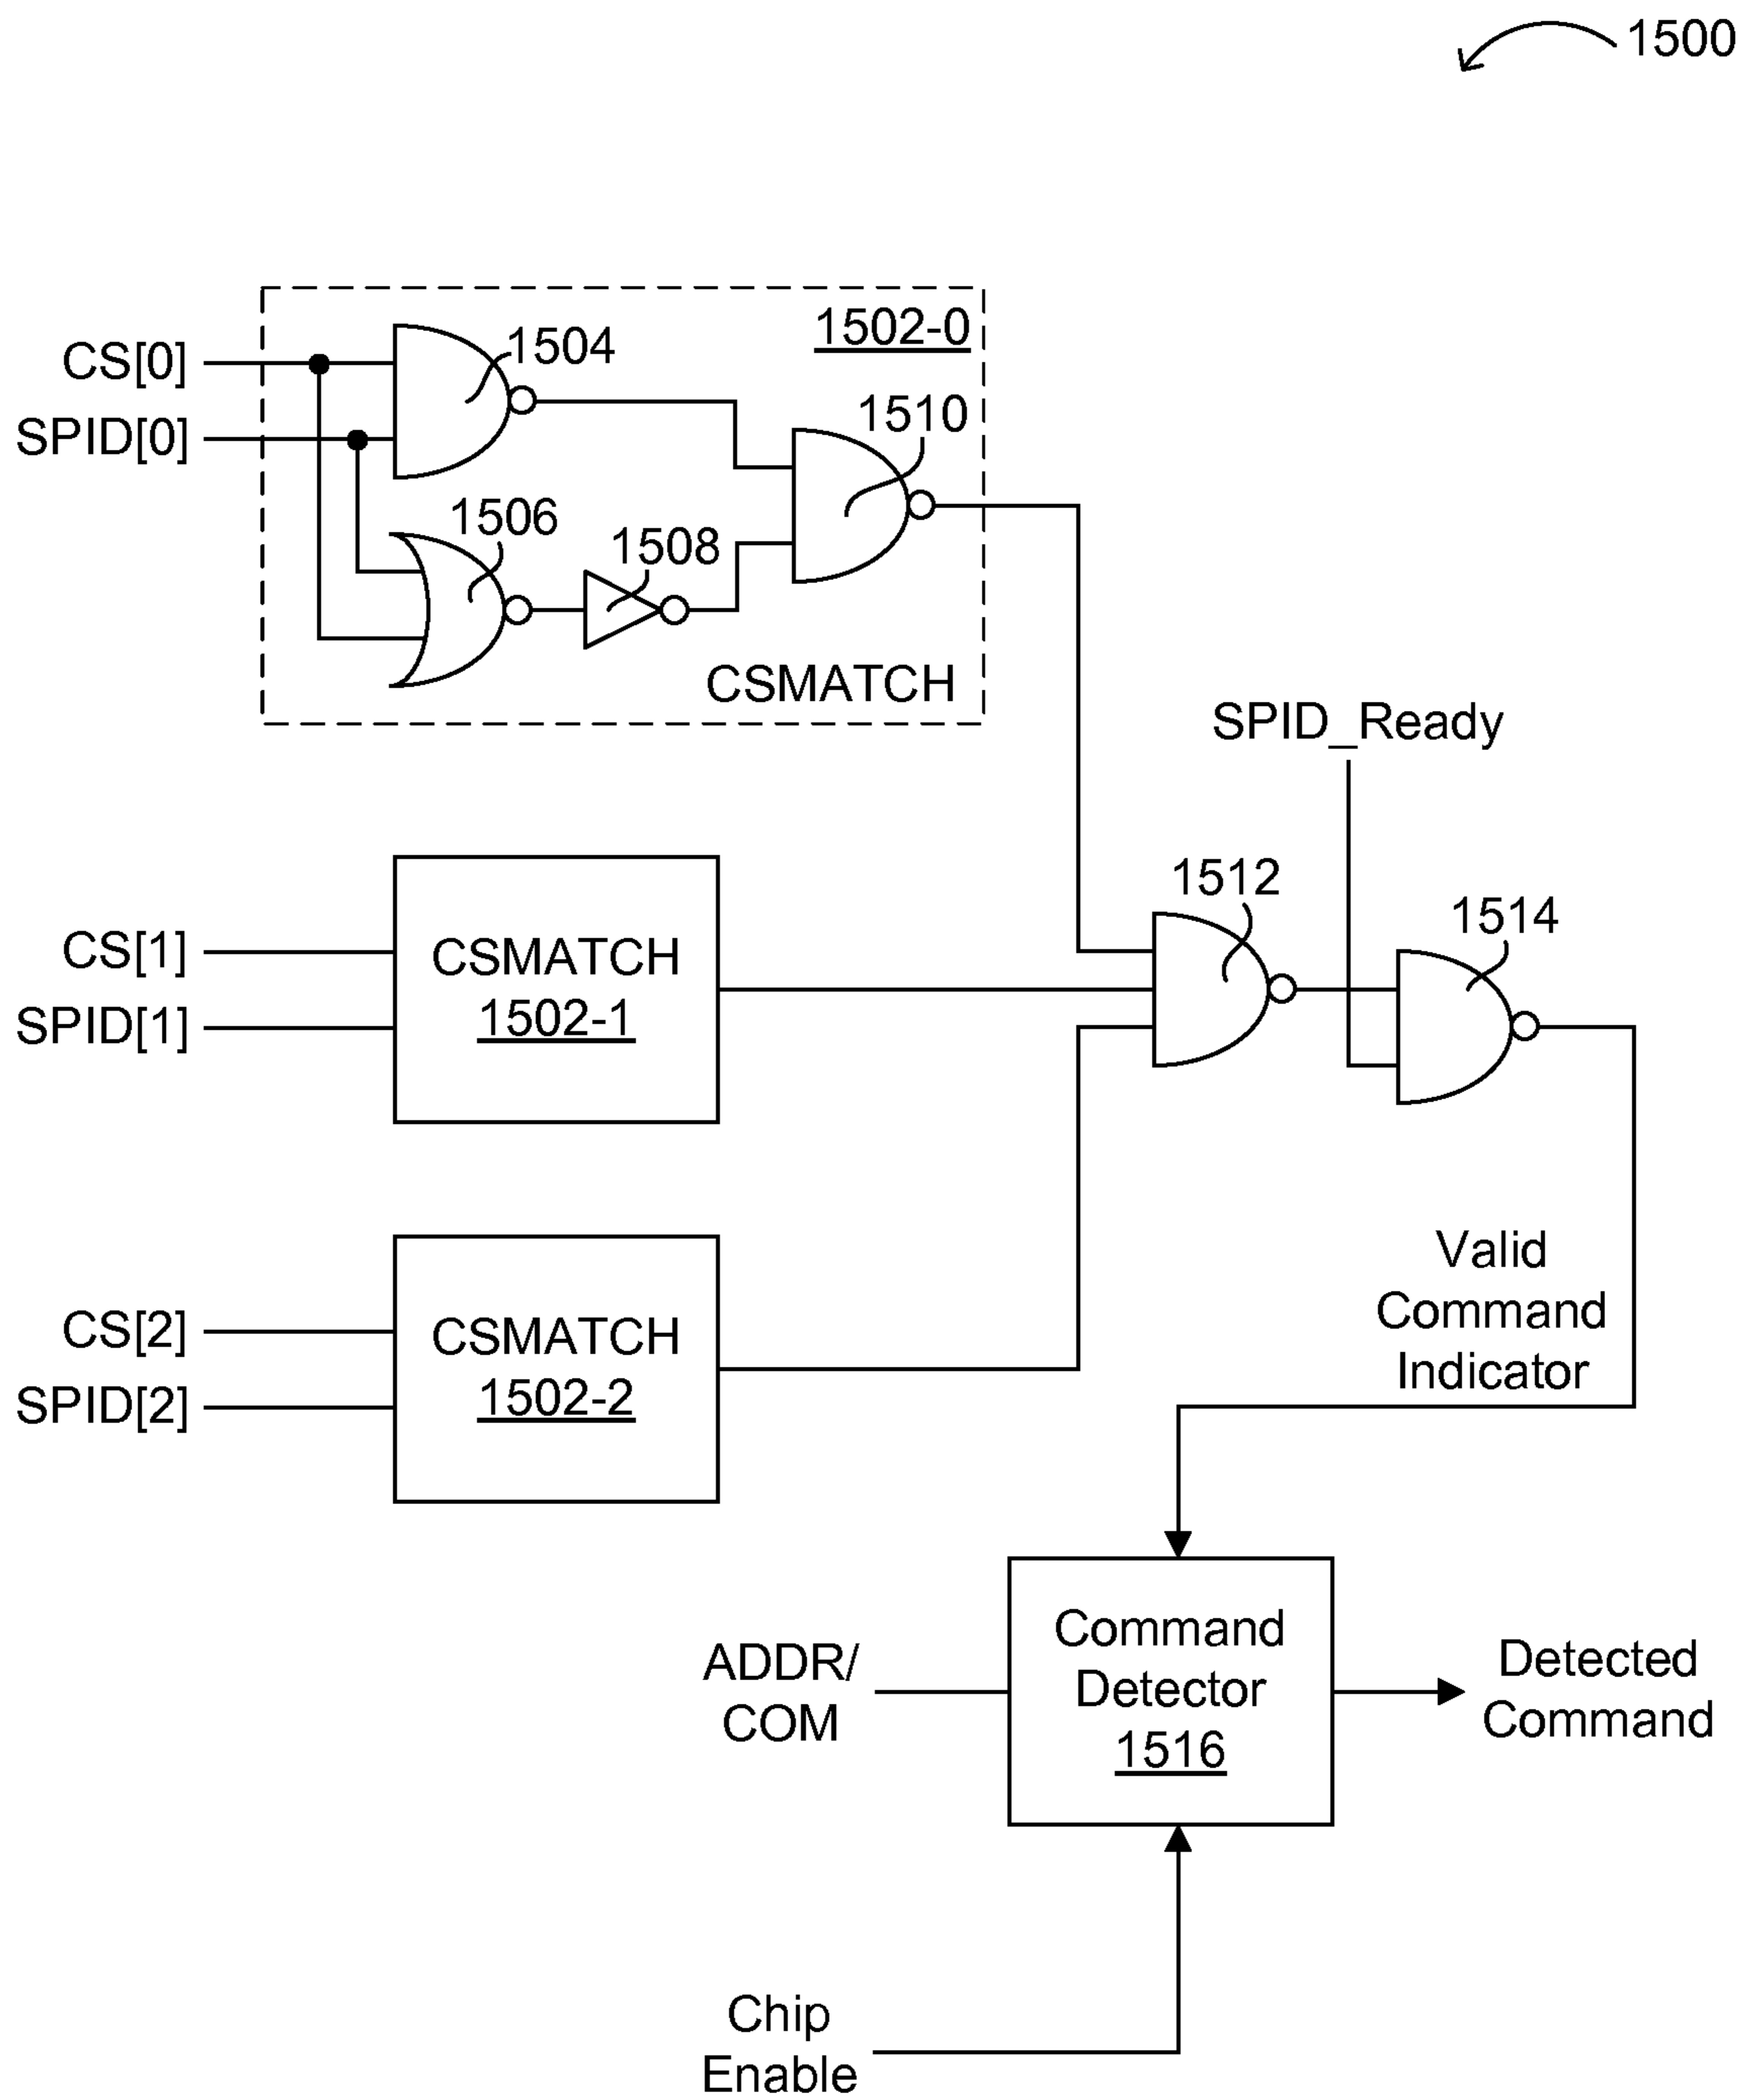 1500
1502-0
CS[0]
1504
SPID[0]
1510
1506
1508
CSMATCH
SPID_Ready
1512
1514
CS[1]
CSMATCH
1502-1
SPID[1]
Valid
Command
Indicator
CS[2]
CSMATCH
1502-2
SPID[2]
ADDR/
COM
Command
Detector
1516
Detected
Command
Chip
Enable